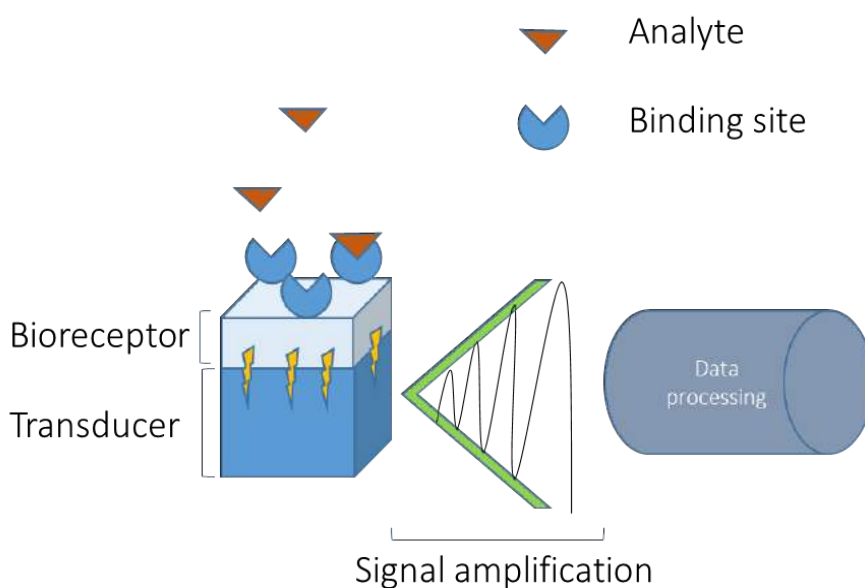 Analyte
Binding site
Bioreceptor
Transducer
Data
processing
Signal amplification